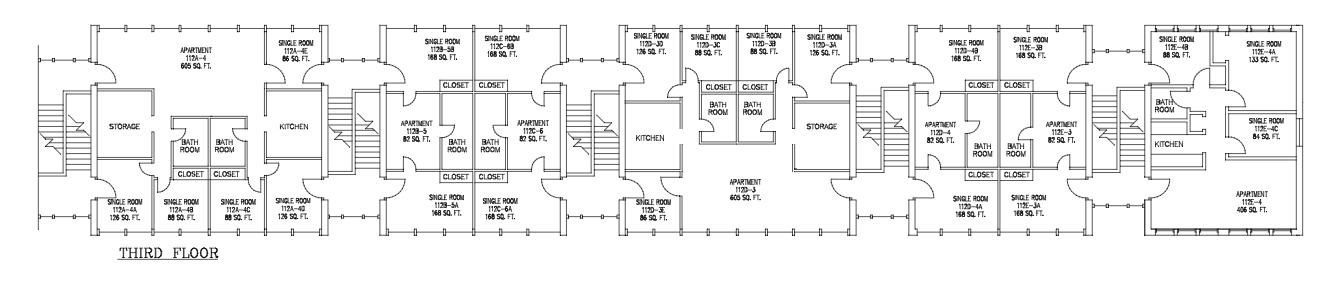 APARTMENT
112A-4
605 SQ. FT.
SINGLE ROOM
112A-4E
86 SQ. FT.
STORAGE
KITCHEN
BATH
ROOM
BATH
ROOM
CLOSET
CLOSET
SINGLE ROOM
112A-4A
126 SQ. FT.
SINGLE ROOM
112A-4B
88 SQ. FT.
SINGLE ROOM
112A-4C
88 SQ. FT.
SINGLE ROOM
112A-4D
126 SQ. FT.
SINGLE ROOM
112B-5B
168 SQ. FT.
SINGLE ROOM
112C-6B
168 SQ. FT.
CLOSET
CLOSET
APARTMENT
112B-5
82 SQ. FT.
BATH
ROOM
BATH
ROOM
APARTMENT
112C-6
82 SQ. FT.
CLOSET
CLOSET
SINGLE ROOM
112B-5A
168 SQ. FT.
SINGLE ROOM
112C-6A
168 SQ. FT.
SINGLE ROOM
112D-3D
126 SQ. FT.
SINGLE ROOM
112D-3C
88 SQ. FT.
SINGLE ROOM
112D-3B
88 SQ. FT.
SINGLE ROOM
112D-3A
126 SQ. FT.
CLOSET
CLOSET
BATH
ROOM
BATH
ROOM
KITCHEN
STORAGE
SINGLE ROOM
112D-3E
86 SQ. FT.
APARTMENT
112D-3
605 SQ. FT.
SINGLE ROOM
112D-4B
168 SQ. FT.
SINGLE ROOM
112E-3B
168 SQ. FT.
CLOSET
CLOSET
APARTMENT
112D-4
82 SQ. FT.
BATH
ROOM
BATH
ROOM
APARTMENT
112E-3
82 SQ. FT.
CLOSET
CLOSET
SINGLE ROOM
112D-4A
168 SQ. FT.
SINGLE ROOM
112E-3A
168 SQ. FT.
SINGLE ROOM
112E-4B
88 SQ. FT.
SINGLE ROOM
112E-4A
133 SQ. FT.
BATH
ROOM
KITCHEN
SINGLE ROOM
112E-4C
84 SQ. FT.
APARTMENT
112E-4
406 SQ. FT.
THIRD FLOOR